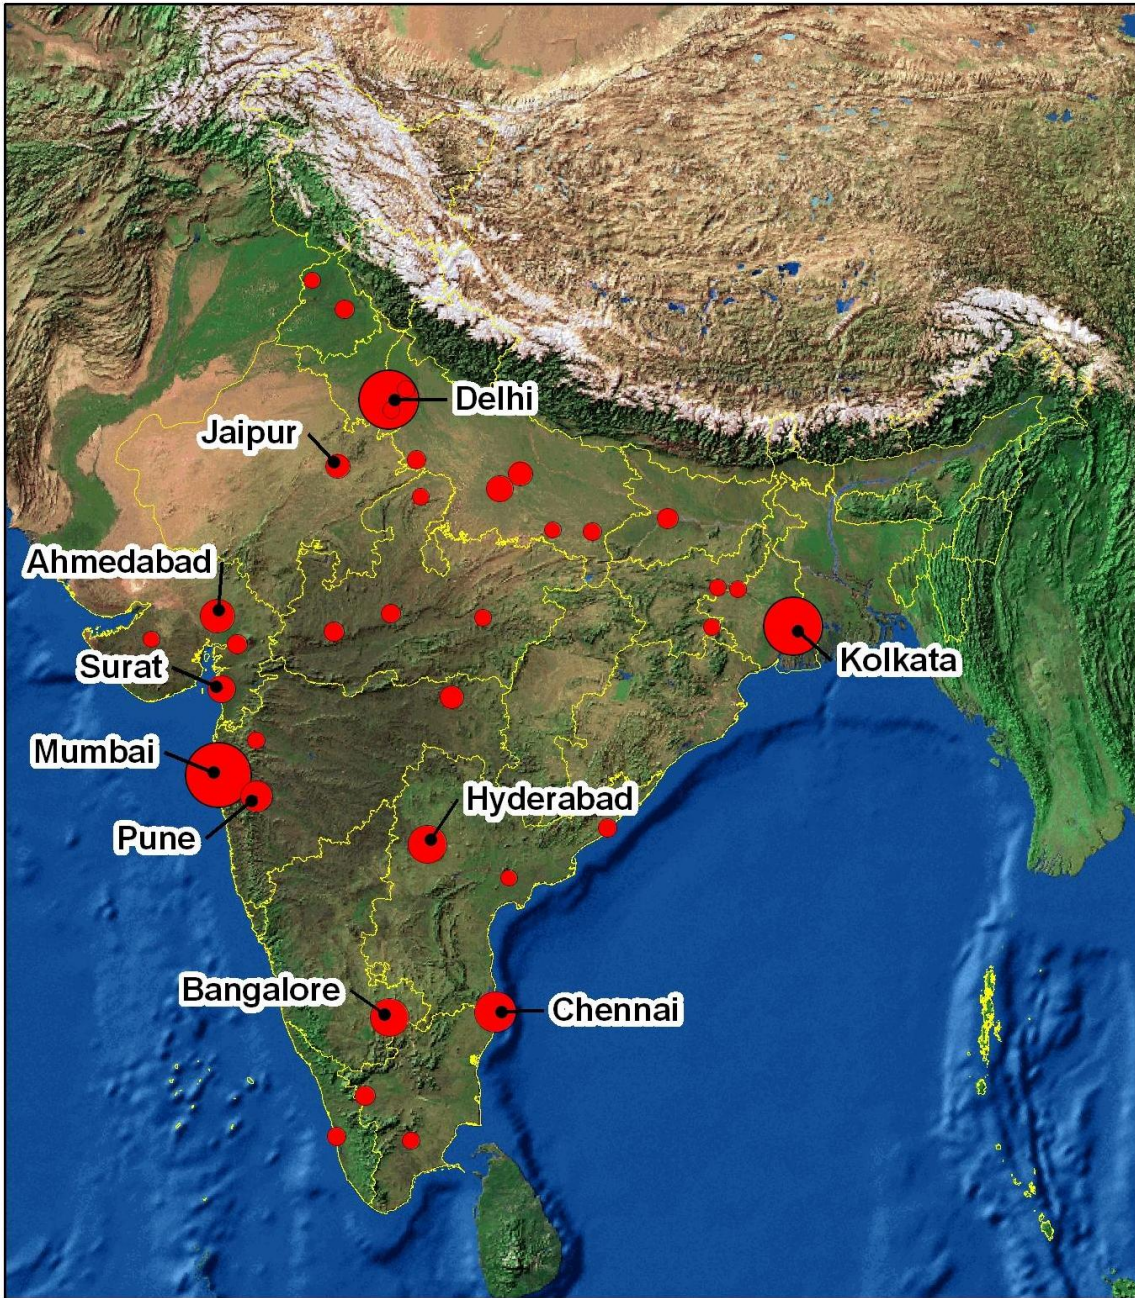 Delhi
Jaipur
Ahmedabad
Surat
Kolkata
Mumbai
Hyderabad
Pune
Bangalore
Chennai